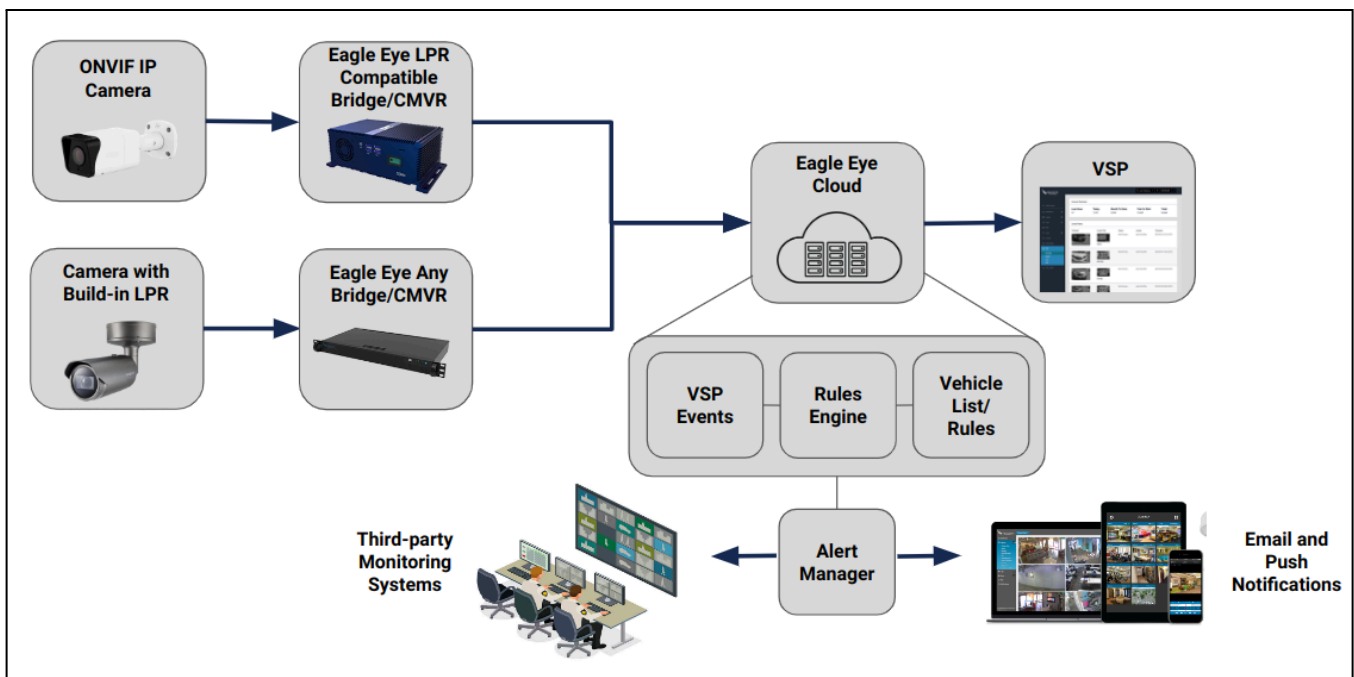 ONVIF IP
Camera
Eagle Eye LPR
Compatible
Bridge/CMVR
Eagle Eye
Cloud
VSP
Camera with
Build-in LPR
Eagle Eye Any
Bridge/CMVR
VSP
Events
Rules
Engine
Vehicle
List/
Rules
Third-party
Monitoring
Systems
Alert
Manager
Email and
Push
Notifications